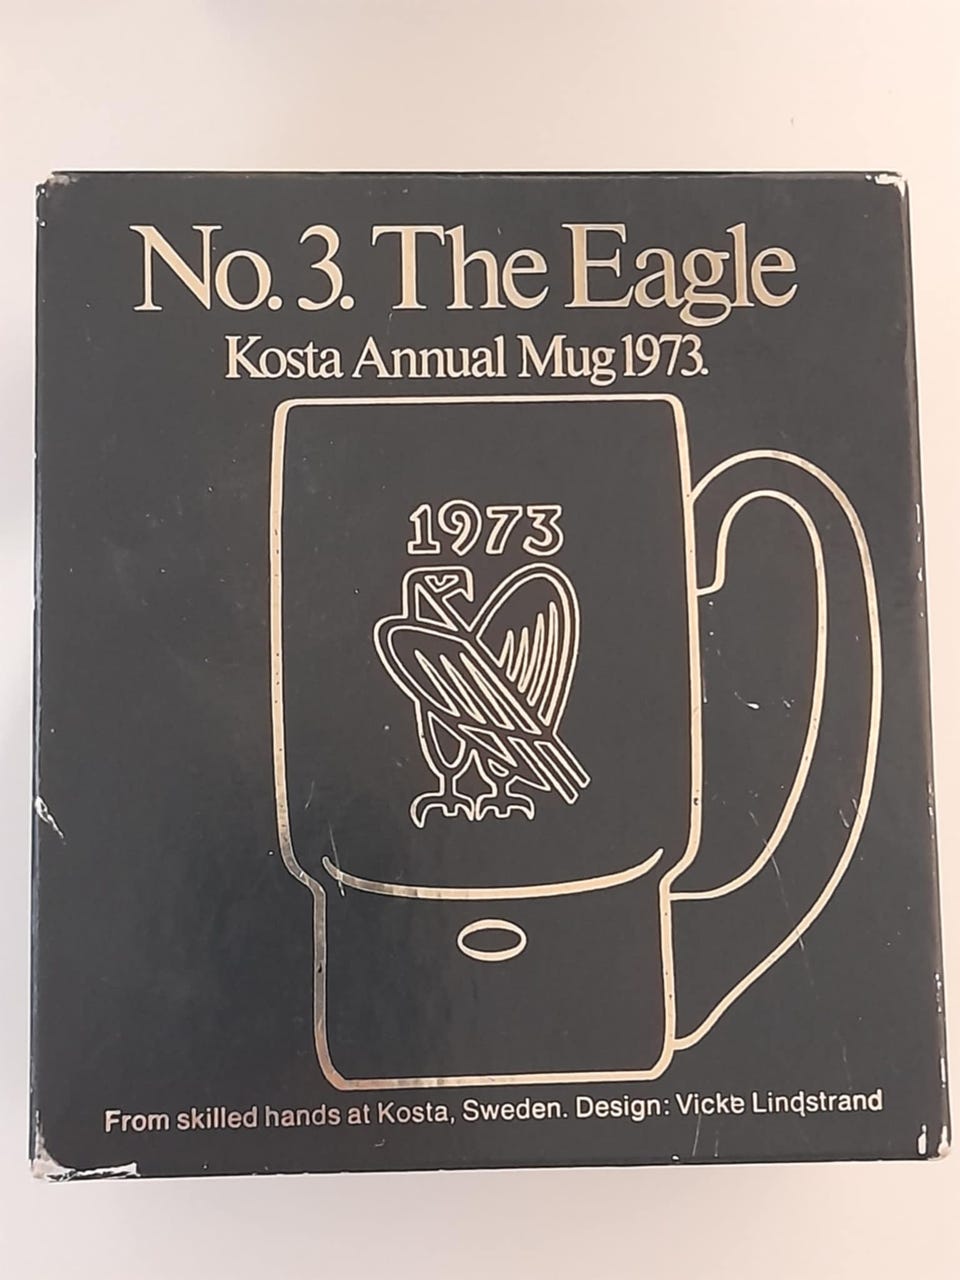 No. 3. The Eagle
Kosta Annual Mug 1973.
1973
From skilled hands at Kosta, Sweden. Design: Vicke Lindstrand